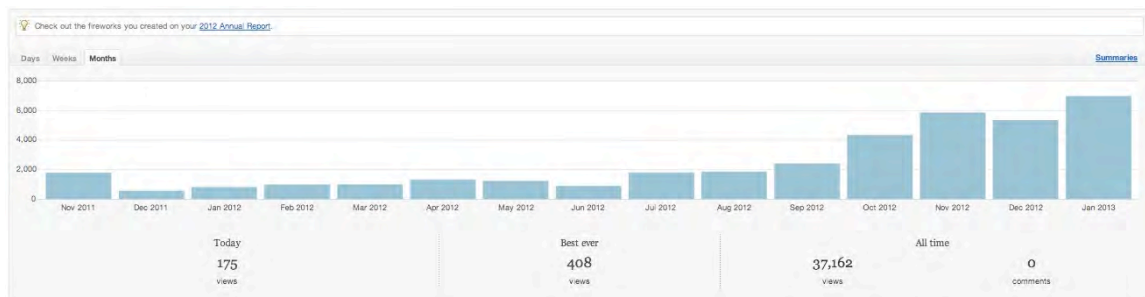 Check out the fireworks you created on your 2012 Annual Report.
Days Weeks Months Summaries
8,000
6,000
4,000
2,000
0
Nov 2011 Dec 2011 Jan 2012 Feb 2012 Mar 2012 Apr 2012 May 2012 Jun 2012 Jul 2012 Aug 2012 Sep 2012 Oct 2012 Nov 2012 Dec 2012 Jan 2013
Today Best ever All time
175 408 37,162 0
views views views comments